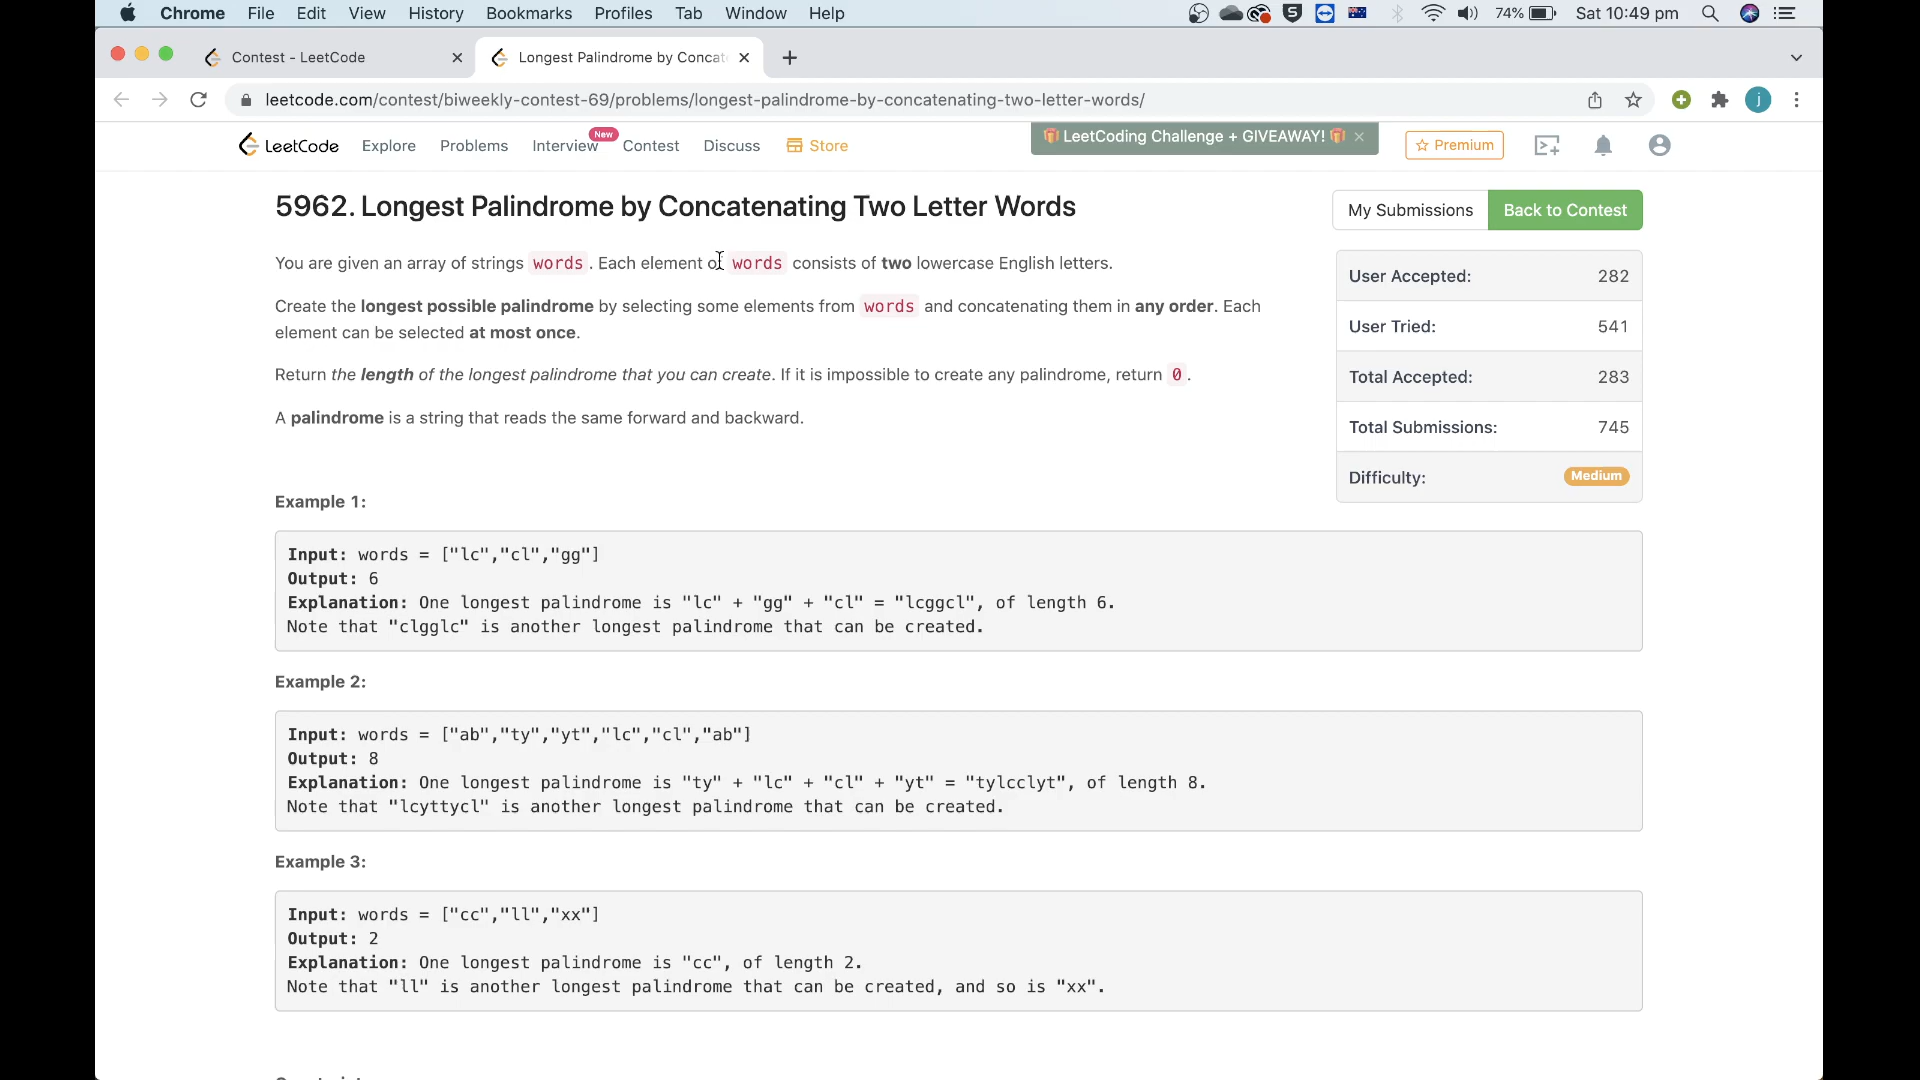 Chrome File Edit View History Bookmarks Profiles Tab Window Help 74% Sat 10:49 pm
Contest - LeetCode
Longest Palindrome by Concat
leetcode.com/contest/biweekly-contest-69/problems/longest-palindrome-by-concatenating-two-letter-words/
j
LeetCode Explore Problems Interview New Contest Discuss Store
LeetCoding Challenge + GIVEAWAY! ×
Premium
5962. Longest Palindrome by Concatenating Two Letter Words
My Submissions Back to Contest
You are given an array of strings words . Each element of words consists of two lowercase English letters.
Create the longest possible palindrome by selecting some elements from words and concatenating them in any order. Each
element can be selected at most once.
Return the length of the longest palindrome that you can create. If it is impossible to create any palindrome, return 0 .
A palindrome is a string that reads the same forward and backward.
User Accepted: 282
User Tried: 541
Total Accepted: 283
Total Submissions: 745
Difficulty: Medium
Example 1:
Input: words = ["lc","cl","gg"]
Output: 6
Explanation: One longest palindrome is "lc" + "gg" + "cl" = "lcggcl", of length 6.
Note that "clgglc" is another longest palindrome that can be created.
Example 2:
Input: words = ["ab","ty","yt","lc","cl","ab"]
Output: 8
Explanation: One longest palindrome is "ty" + "lc" + "cl" + "yt" = "tylcclyt", of length 8.
Note that "lcyttycl" is another longest palindrome that can be created.
Example 3:
Input: words = ["cc","ll","xx"]
Output: 2
Explanation: One longest palindrome is "cc", of length 2.
Note that "ll" is another longest palindrome that can be created, and so is "xx".